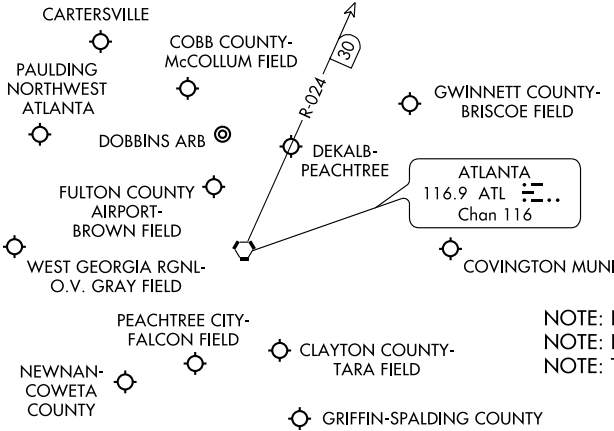 CARTERSVILLE
COBB COUNTY-
McCOLLUM FIELD
PAULDING
NORTHWEST
ATLANTA
30
R-024
GWINNETT COUNTY-
BRISCOE FIELD
DOBBINS ARB
DEKALB-
PEACHTREE
ATLANTA
116.9 ATL
Chan 116
FULTON COUNTY
AIRPORT-
BROWN FIELD
WEST GEORGIA RGNL-
O.V. GRAY FIELD
COVINGTON MUNI
PEACHTREE CITY-
FALCON FIELD
NOTE:
NOTE:
NOTE:
CLAYTON COUNTY-
TARA FIELD
NEWNAN-
COWETA
COUNTY
GRIFFIN-SPALDING COUNTY